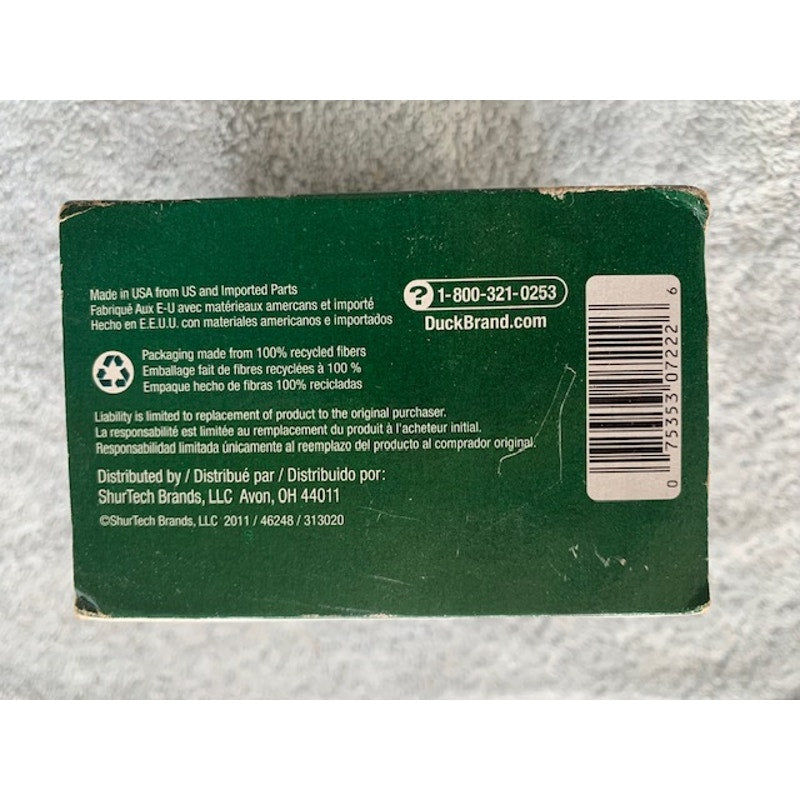 Made in USA from US and Imported Parts
Fabriqué Aux E-U avec matérieaux amercans et importé
Hecho en E.E.U.U. con materiales americanos e importados
? 1-800-321-0253
DuckBrand.com
Packaging made from 100% recycled fibers
Emballage fait de fibres recyclées à 100 %
Empaque hecho de fibras 100% recicladas
Liability is limited to replacement of product to the original purchaser.
La responsabilité est limitée au remplacement du produit à l'acheteur initial.
Responsabilidad limitada únicamente al reemplazo del producto al comprador original.
Distributed by / Distribué par / Distribuido por:
ShurTech Brands, LLC Avon, OH 44011
©ShurTech Brands, LLC 2011 / 46248 / 313020
0 75353 07222 6